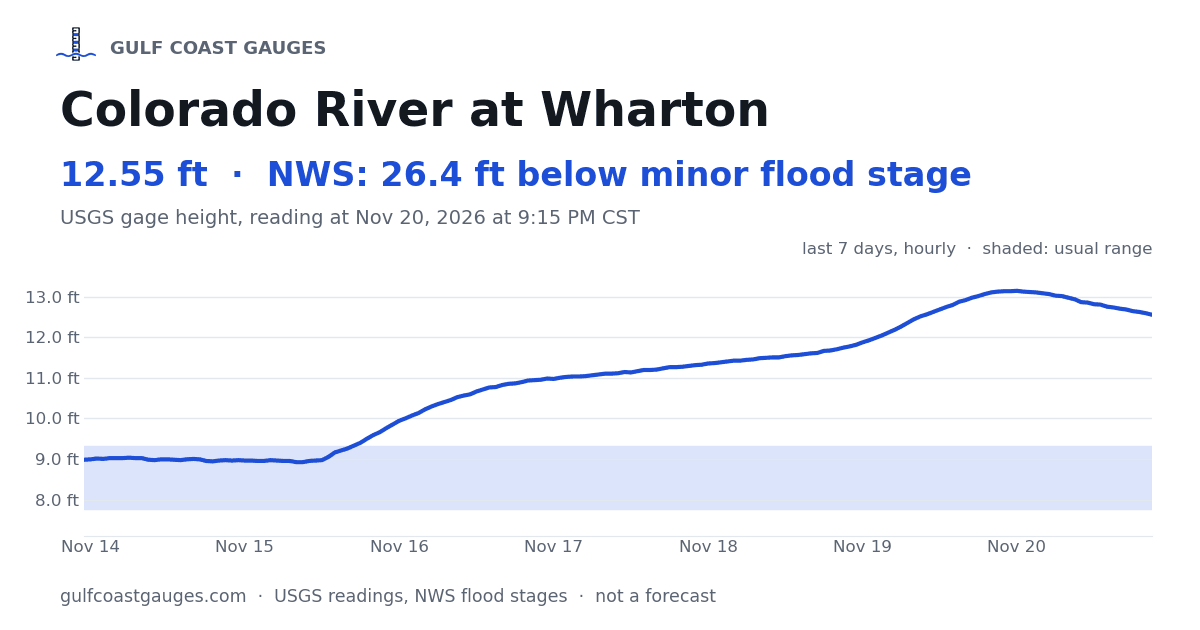 GULF COAST GAUGES
Colorado River at Wharton
12.55 ft · NWS: 26.4 ft below minor flood stage
USGS gage height, reading at Nov 20, 2026 at 9:15 PM CST
last 7 days, hourly · shaded: usual range
13.0 ft
12.0 ft
11.0 ft
10.0 ft
9.0 ft
8.0 ft
Nov 14 Nov 15 Nov 16 Nov 17 Nov 18 Nov 19 Nov 20
gulfcoastgauges.com · USGS readings, NWS flood stages · not a forecast